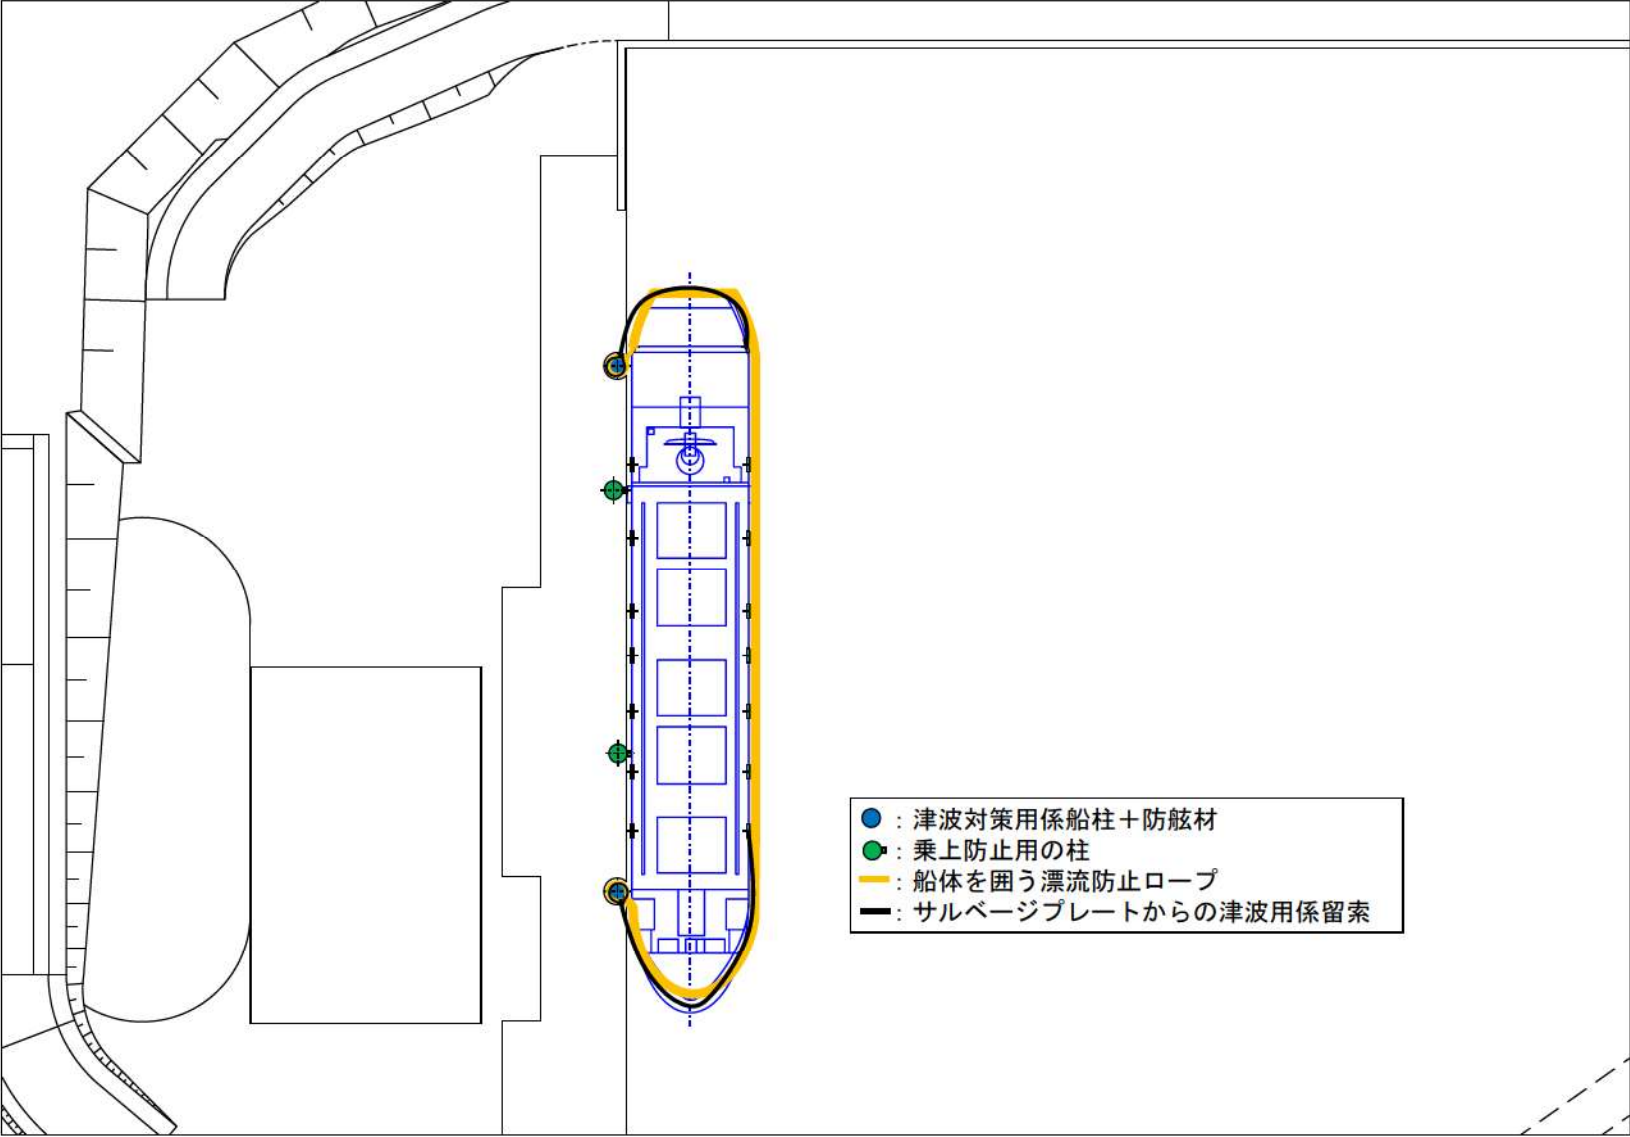 ：津波対策用係船柱＋防舷材
：乗上防止用の柱
：船体を囲う漂流防止ロープ
：サルベージプレートからの津波用係留索